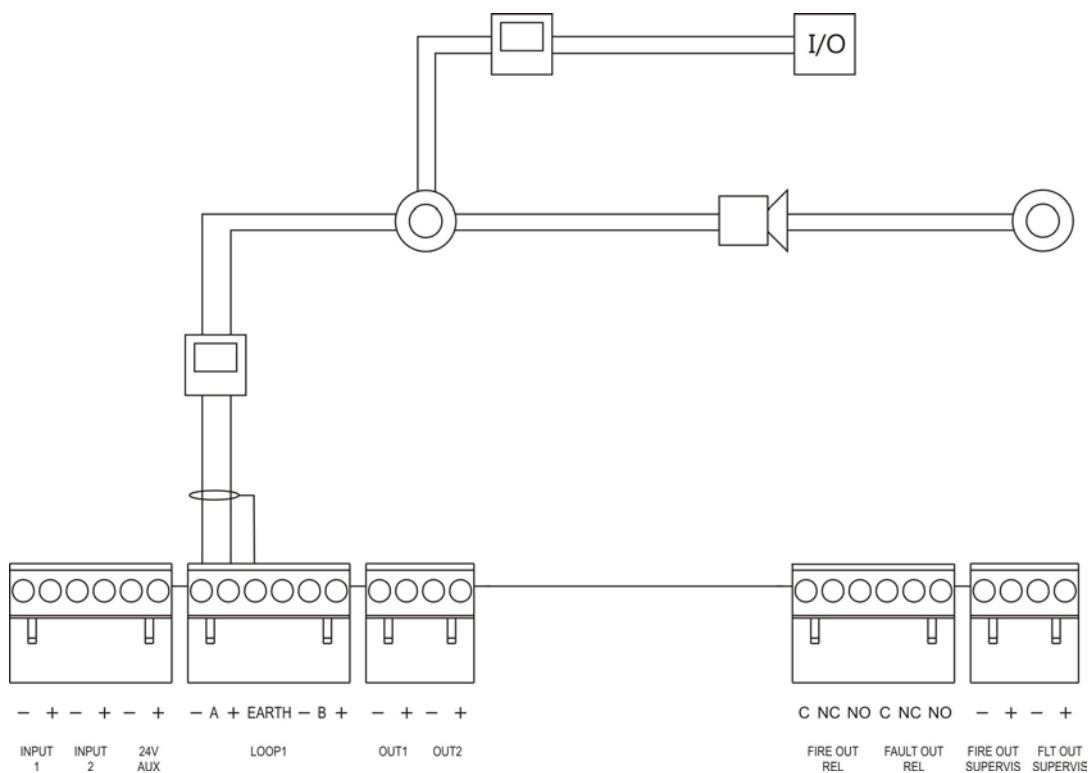 I/O
− + − + − + − A + EARTH − B + − + − + C NC NO C NC NO − + − +
INPUT INPUT 24V LOOP1 OUT1 OUT2 FIRE OUT FAULT OUT FIRE OUT FLT OUT
1 2 AUX REL REL SUPERVIS SUPERVIS